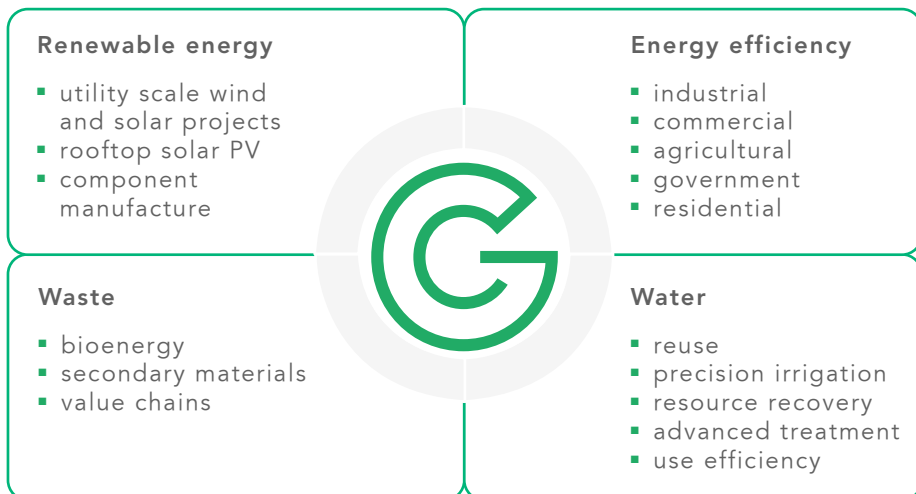 Renewable energy
utility scale wind
and solar projects
rooftop solar PV
component
manufacture
Energy efficiency
industrial
commercial
agricultural
government
residential
Waste
bioenergy
secondary materials
value chains
Water
reuse
precision irrigation
resource recovery
advanced treatment
use efficiency
GC